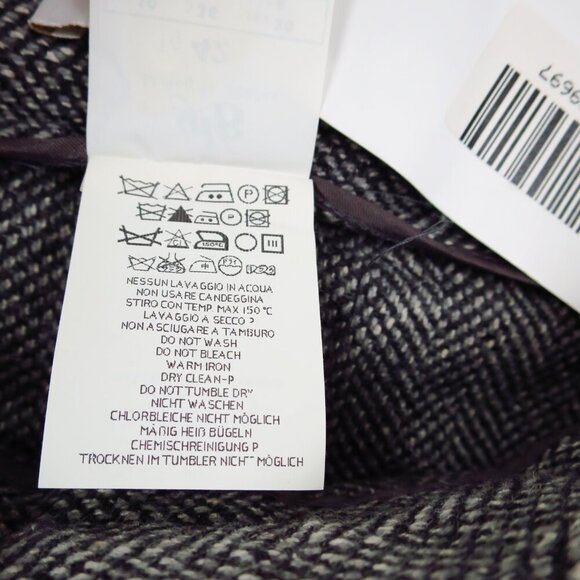 NESSUN LAVAGGIO IN ACQUA
NON USARE CANDEGGINA
STIRO CON TEMP. MAX 150 °C
LAVAGGIO A SECCO P
NON ASCIUGARE A TAMBURO
DO NOT WASH
DO NOT BLEACH
WARM IRON
DRY CLEAN-P
DO NOT TUMBLE DRY
NICHT WASCHEN
CHLORBLEICHE NICHT MÖGLICH
MÄßIG HEIß BÜGELN
CHEMISCHREINIGUNG P
TROCKNEN IM TUMBLER NICHT MÖGLICH